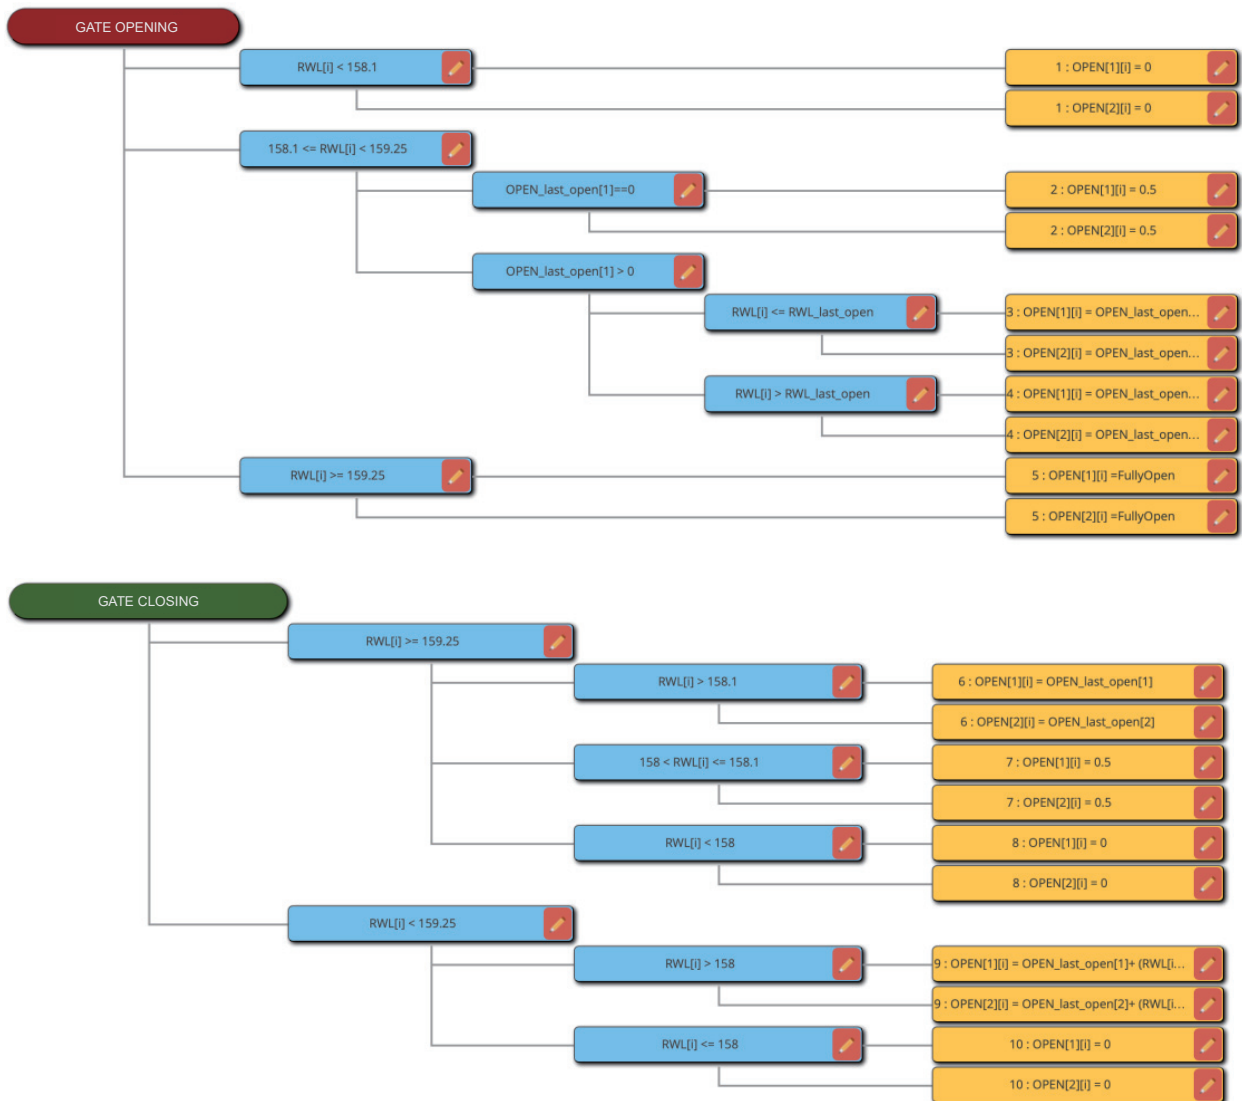 GATE OPENING
RWL[i] < 158.1
1 : OPEN[1][i] = 0
1 : OPEN[2][i] = 0
158.1 <= RWL[i] < 159.25
OPEN_last_open[1]==0
2 : OPEN[1][i] = 0.5
2 : OPEN[2][i] = 0.5
OPEN_last_open[1] > 0
RWL[i] <= RWL_last_open
3 : OPEN[1][i] = OPEN_last_open...
3 : OPEN[2][i] = OPEN_last_open...
RWL[i] > RWL_last_open
4 : OPEN[1][i] = OPEN_last_open...
4 : OPEN[2][i] = OPEN_last_open...
RWL[i] >= 159.25
5 : OPEN[1][i] =FullyOpen
5 : OPEN[2][i] =FullyOpen
GATE CLOSING
RWL[i] >= 159.25
RWL[i] > 158.1
6 : OPEN[1][i] = OPEN_last_open[1]
6 : OPEN[2][i] = OPEN_last_open[2]
158 < RWL[i] <= 158.1
7 : OPEN[1][i] = 0.5
7 : OPEN[2][i] = 0.5
RWL[i] < 158
8 : OPEN[1][i] = 0
8 : OPEN[2][i] = 0
RWL[i] < 159.25
RWL[i] > 158
9 : OPEN[1][i] = OPEN_last_open[1]+ (RWL[i...
9 : OPEN[2][i] = OPEN_last_open[2]+ (RWL[i...
RWL[i] <= 158
10 : OPEN[1][i] = 0
10 : OPEN[2][i] = 0